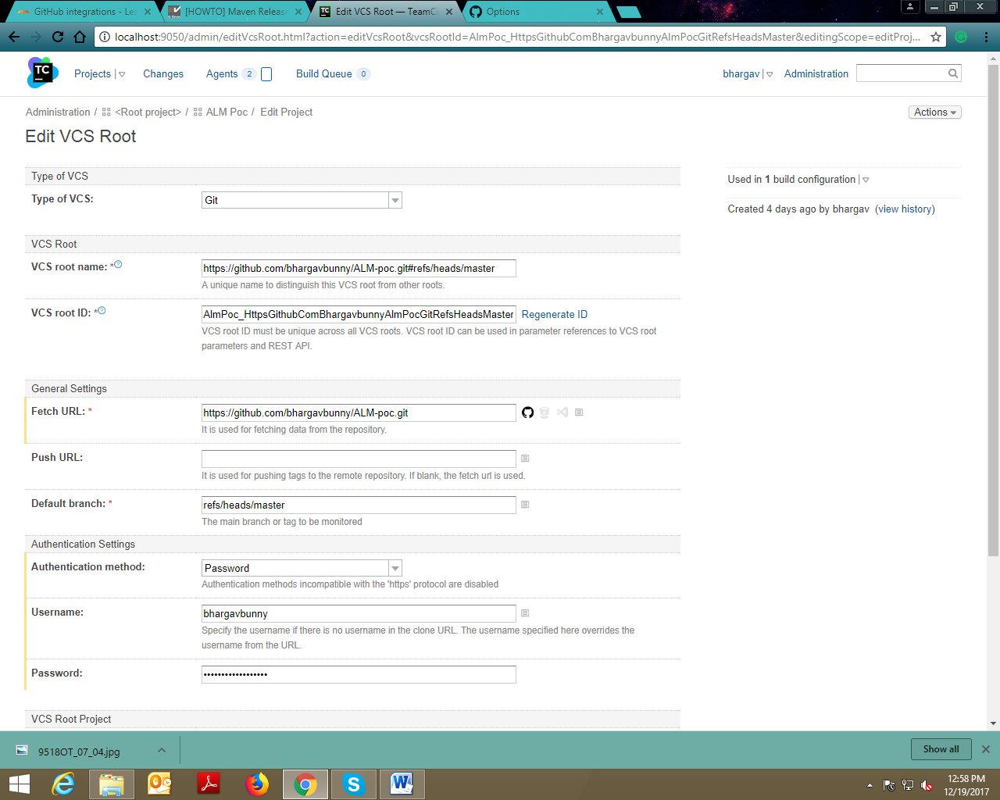 GitHub integrations - Lea
[HOWTO] Maven Release
Edit VCS Root — TeamCi
Options
localhost:9050/admin/editVcsRoot.html?action=editVcsRoot&vcsRootId=AlmPoc_HttpsGithubComBhargavbunnyAlmPocGitRefsHeadsMaster&editingScope=editProj...
TC
Projects
Changes
Agents 2
Build Queue 0
bhargav
Administration
Administration / <Root project> / ALM Poc / Edit Project
Actions
Edit VCS Root
Type of VCS
Type of VCS: Git
Used in 1 build configuration
Created 4 days ago by bhargav (view history)
VCS Root
VCS root name: * https://github.com/bhargavbunny/ALM-poc.git#refs/heads/master
A unique name to distinguish this VCS root from other roots.
VCS root ID: * AlmPoc_HttpsGithubComBhargavbunnyAlmPocGitRefsHeadsMaster Regenerate ID
VCS root ID must be unique across all VCS roots. VCS root ID can be used in parameter references to VCS root
parameters and REST API.
General Settings
Fetch URL: * https://github.com/bhargavbunny/ALM-poc.git
It is used for fetching data from the repository.
Push URL:
It is used for pushing tags to the remote repository. If blank, the fetch url is used.
Default branch: * refs/heads/master
The main branch or tag to be monitored
Authentication Settings
Authentication method: Password
Authentication methods incompatible with the 'https' protocol are disabled
Username: bhargavbunny
Specify the username if there is no username in the clone URL. The username specified here overrides the
username from the URL.
Password: ••••••••••••••••••
VCS Root Project
9518OT_07_04.jpg
Show all
12:58 PM
12/19/2017